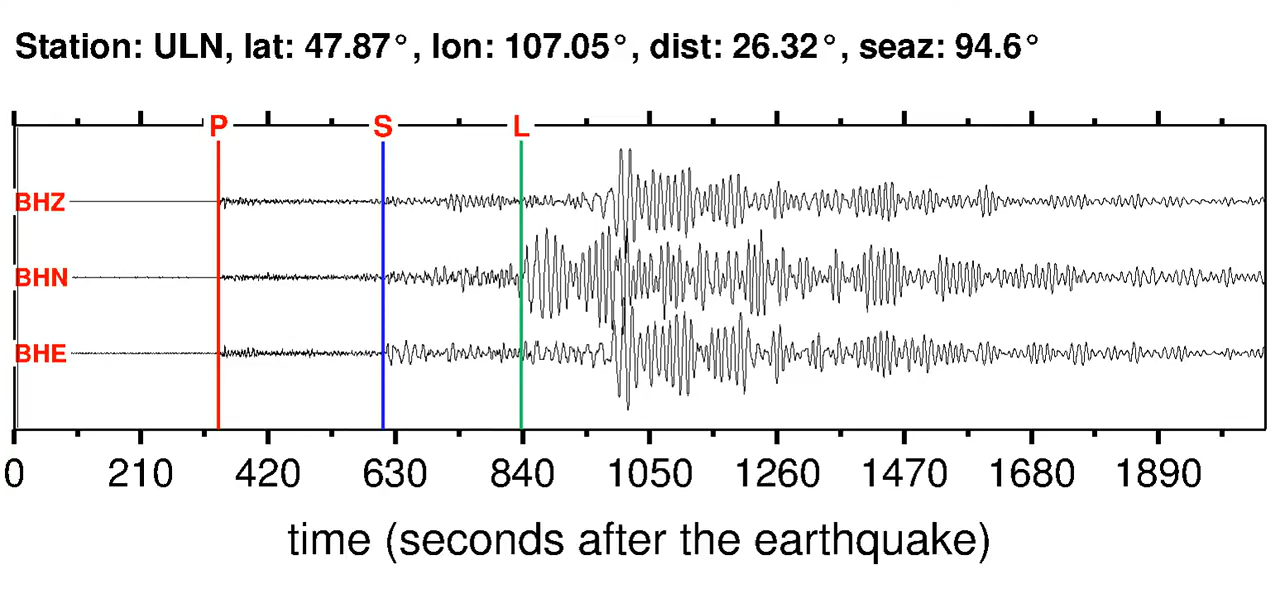 Station: ULN, lat: 47.87°, lon: 107.05°, dist: 26.32°, seaz: 94.6°
P S L
BHZ
BHN
BHE
0 210 420 630 840 1050 1260 1470 1680 1890
time (seconds after the earthquake)